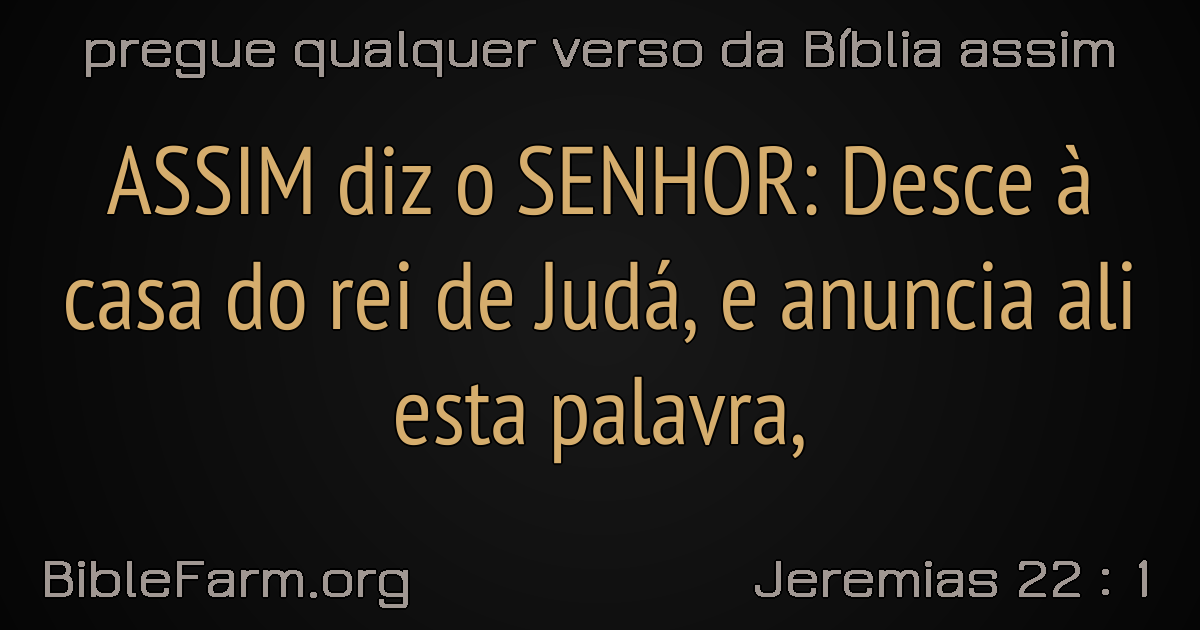 pregue qualquer verso da Bíblia assim
ASSIM diz o SENHOR: Desce à
casa do rei de Judá, e anuncia ali
esta palavra,
BibleFarm.org
Jeremias 22 : 1